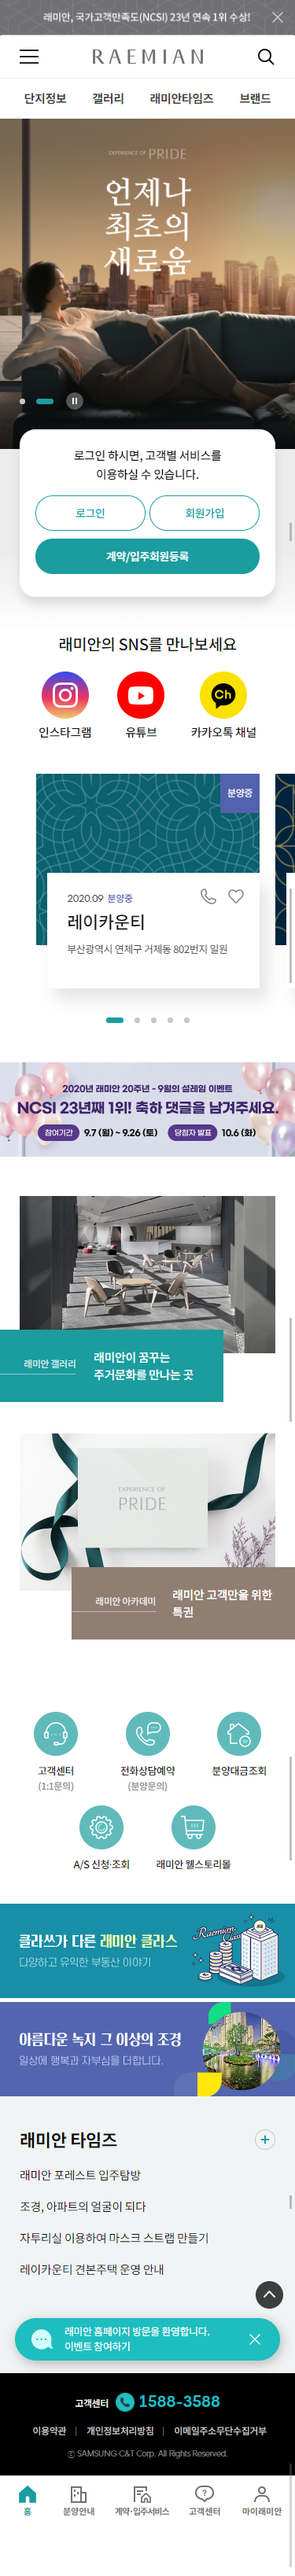 래미안, 국가고객만족도(NCSI) 23년 연속 1위 수상!
RAEMIAN
단지정보 갤러리 래미안타임즈 브랜드
EXPERIENCE OF PRIDE
언제나
최초의
새로움
로그인 하시면, 고객별 서비스를
이용하실 수 있습니다.
로그인 회원가입
계약/입주회원등록
래미안의 SNS를 만나보세요
Ch
인스타그램 유튜브 카카오톡 채널
분양중
2020.09 분양중
레이카운티
부산광역시 연제구 거제동 802번지 일원
2020년 래미안 20주년 - 9월의 설레임 이벤트
NCSI 23년째 1위! 축하 댓글을 남겨주세요.
참여기간 9.7 (월) ~ 9.26 (토) 당첨자 발표 10.6 (화)
래미안 갤러리
래미안이 꿈꾸는
주거문화를 만나는 곳
EXPERIENCE OF
PRIDE
래미안 아카데미
래미안 고객만을 위한
특권
고객센터 전화상담예약 분양대금조회
(1:1문의) (분양문의)
A/S 신청·조회 래미안 웰스토리몰
클라쓰가 다른 래미안 클라스
다양하고 유익한 부동산 이야기
Raemian
Class
아름다운 녹지 그 이상의 조경
일상에 행복과 자부심을 더합니다.
래미안 타임즈
래미안 포레스트 입주탐방
조경, 아파트의 얼굴이 되다
자투리실 이용하여 마스크 스트랩 만들기
레이카운티 견본주택 운영 안내
래미안 홈페이지 방문을 환영합니다.
이벤트 참여하기
고객센터 1588-3588
이용약관 | 개인정보처리방침 | 이메일주소무단수집거부
ⓒ SAMSUNG C&T Corp. All Rights Reserved.
홈 분양안내 계약·입주서비스 고객센터 마이래미안